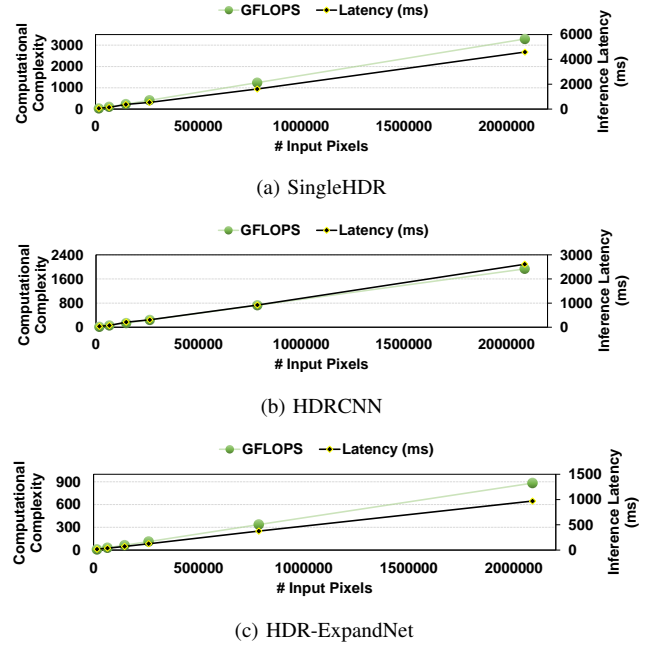 GFLOPS Latency (ms)
Computational Complexity
3000
2000
1000
0
6000
4000
2000
0
Inference Latency (ms)
0 500000 1000000 1500000 2000000
# Input Pixels
(a) SingleHDR
GFLOPS Latency (ms)
Computational Complexity
2400
1600
800
0
3000
2000
1000
0
Inference Latency (ms)
0 500000 1000000 1500000 2000000
# Input Pixels
(b) HDRCNN
GFLOPS Latency (ms)
Computational Complexity
900
600
300
0
1500
1000
500
0
Inference Latency (ms)
0 500000 1000000 1500000 2000000
# Input Pixels
(c) HDR-ExpandNet